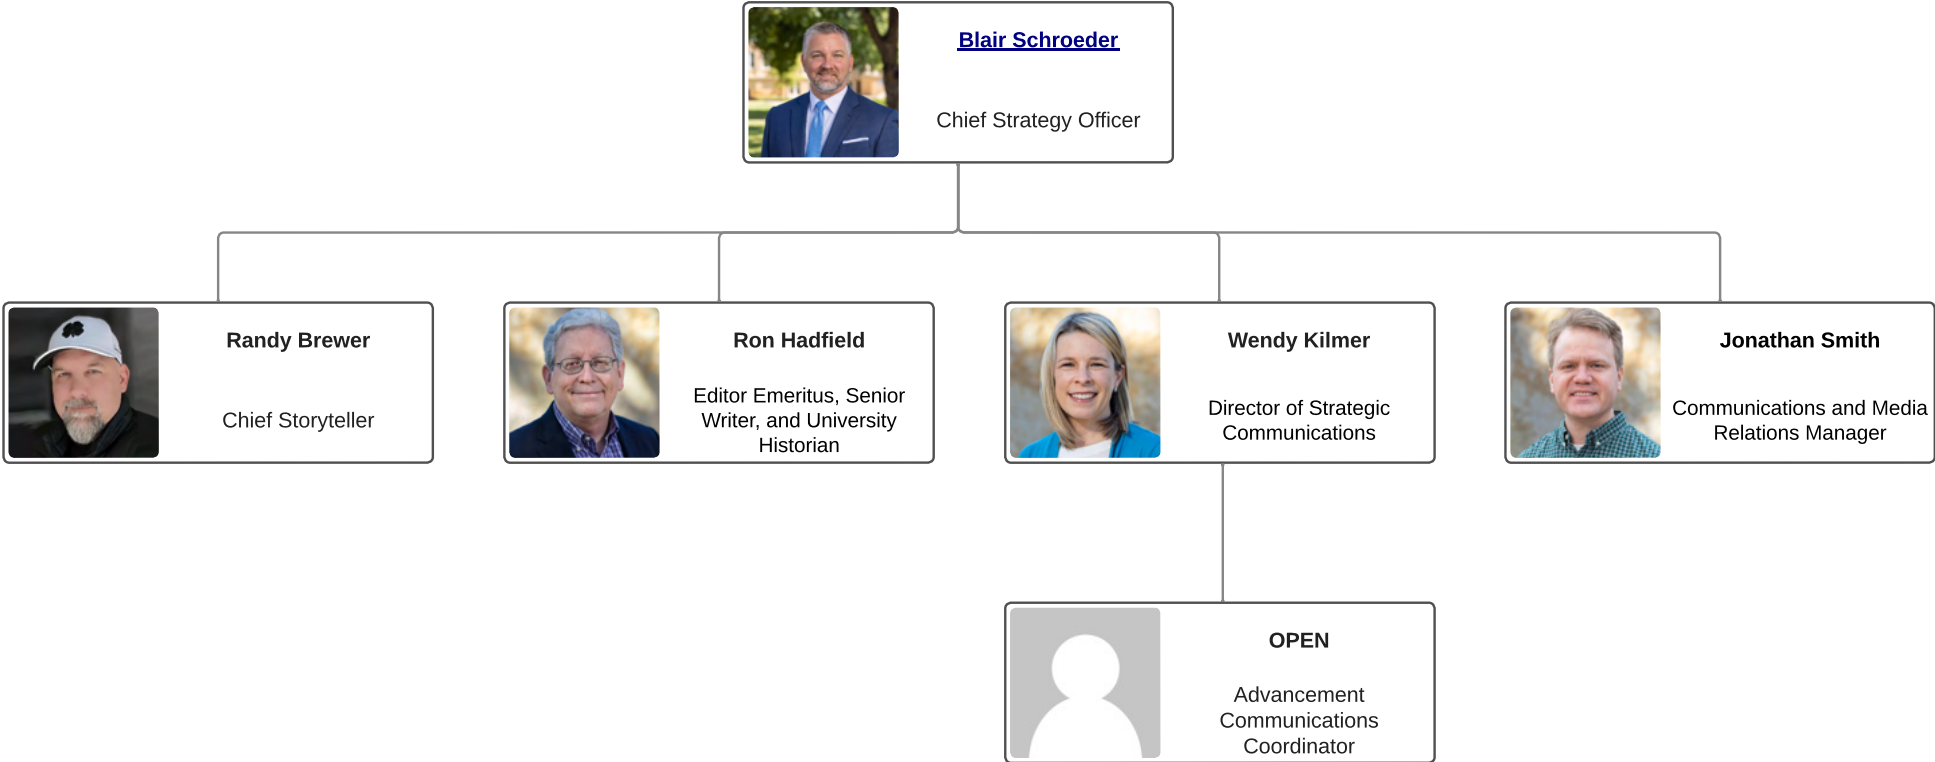 Blair Schroeder
Chief Strategy Officer
Randy Brewer
Chief Storyteller
Ron Hadfield
Editor Emeritus, Senior
Writer, and University
Historian
Wendy Kilmer
Director of Strategic
Communications
Jonathan Smith
Communications and Media
Relations Manager
OPEN
Advancement
Communications
Coordinator